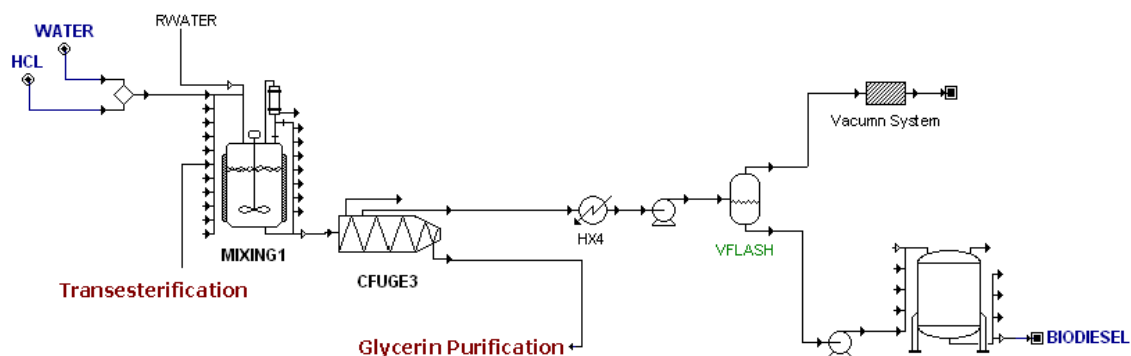 RWATER
WATER
HCL
Vacumn System
MIXING1
HX4
VFLASH
CFUGE3
Transesterification
BIODIESEL
Glycerin Purification